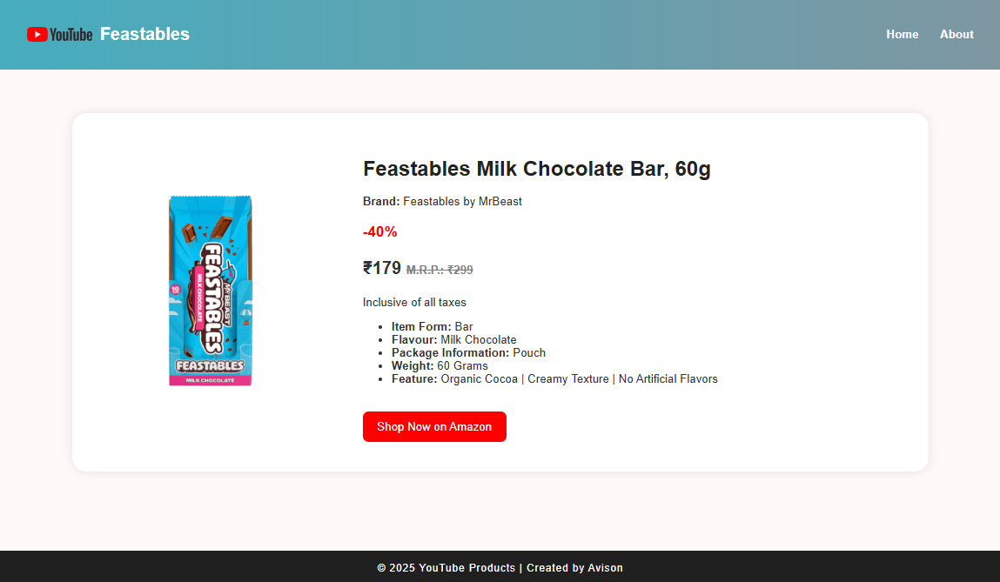 YouTube Feastables
Home About
Feastables Milk Chocolate Bar, 60g
Brand: Feastables by MrBeast
-40%
₹179 M.R.P.: ₹299
Inclusive of all taxes
Item Form: Bar
Flavour: Milk Chocolate
Package Information: Pouch
Weight: 60 Grams
Feature: Organic Cocoa | Creamy Texture | No Artificial Flavors
Shop Now on Amazon
MRBEAST
FEASTABLES
MILK CHOCOLATE
10
FEASTABLES
MILK CHOCOLATE
© 2025 YouTube Products | Created by Avison